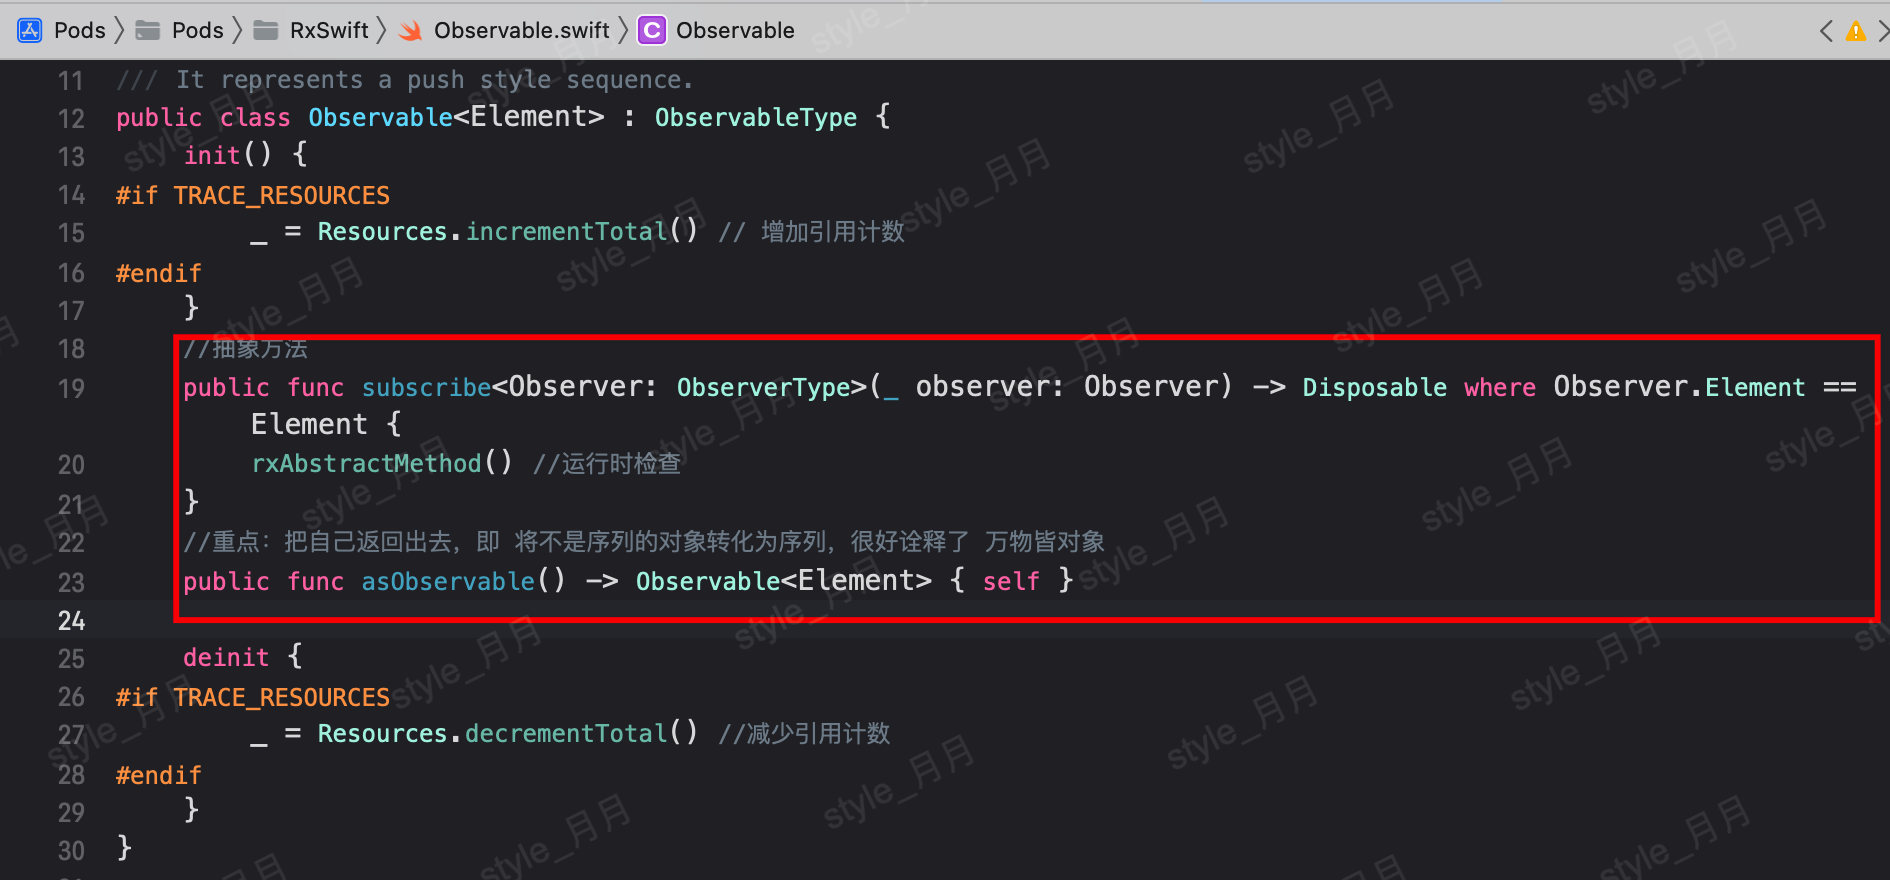 Pods > Pods > RxSwift > Observable.swift > C Observable
11 /// It represents a push style sequence.
12 public class Observable<Element> : ObservableType {
13 init() {
14 #if TRACE_RESOURCES
15 _ = Resources.incrementTotal() // 增加引用计数
16 #endif
17 }
18 //抽象方法
19 public func subscribe<Observer: ObserverType>(_ observer: Observer) -> Disposable where Observer.Element ==
Element {
20 rxAbstractMethod() //运行时检查
21 }
22 //重点：把自己返回出去，即 将不是序列的对象转化为序列，很好诠释了 万物皆对象
23 public func asObservable() -> Observable<Element> { self }
24
25 deinit {
26 #if TRACE_RESOURCES
27 _ = Resources.decrementTotal() //减少引用计数
28 #endif
29 }
30 }
style_月月